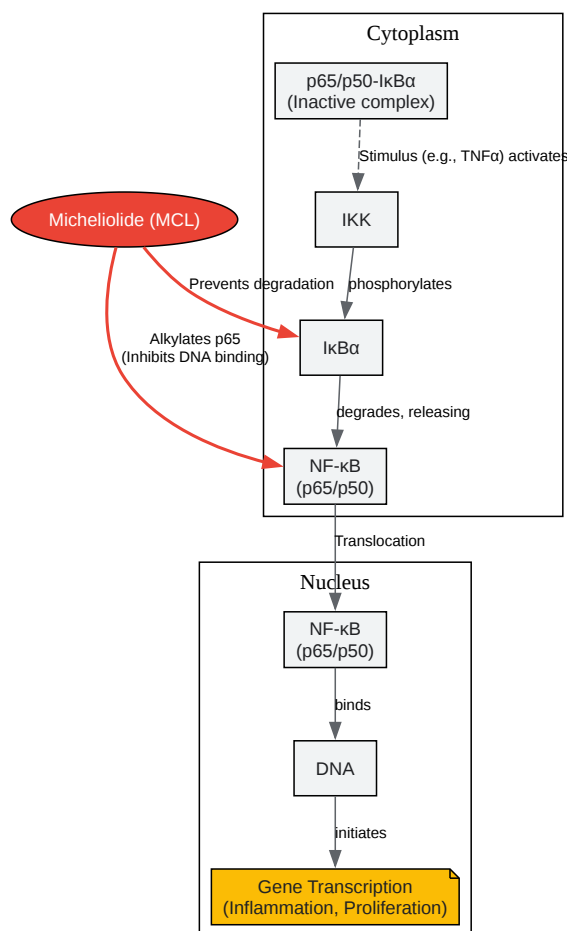 Cytoplasm
p65/p50-IκBα
(Inactive complex)
Stimulus (e.g., TNFα) activates
Micheliolide (MCL)
IKK
Prevents degradation
phosphorylates
Alkylates p65
(Inhibits DNA binding)
IκBα
degrades, releasing
NF-κB
(p65/p50)
Translocation
Nucleus
NF-κB
(p65/p50)
binds
DNA
initiates
Gene Transcription
(Inflammation, Proliferation)